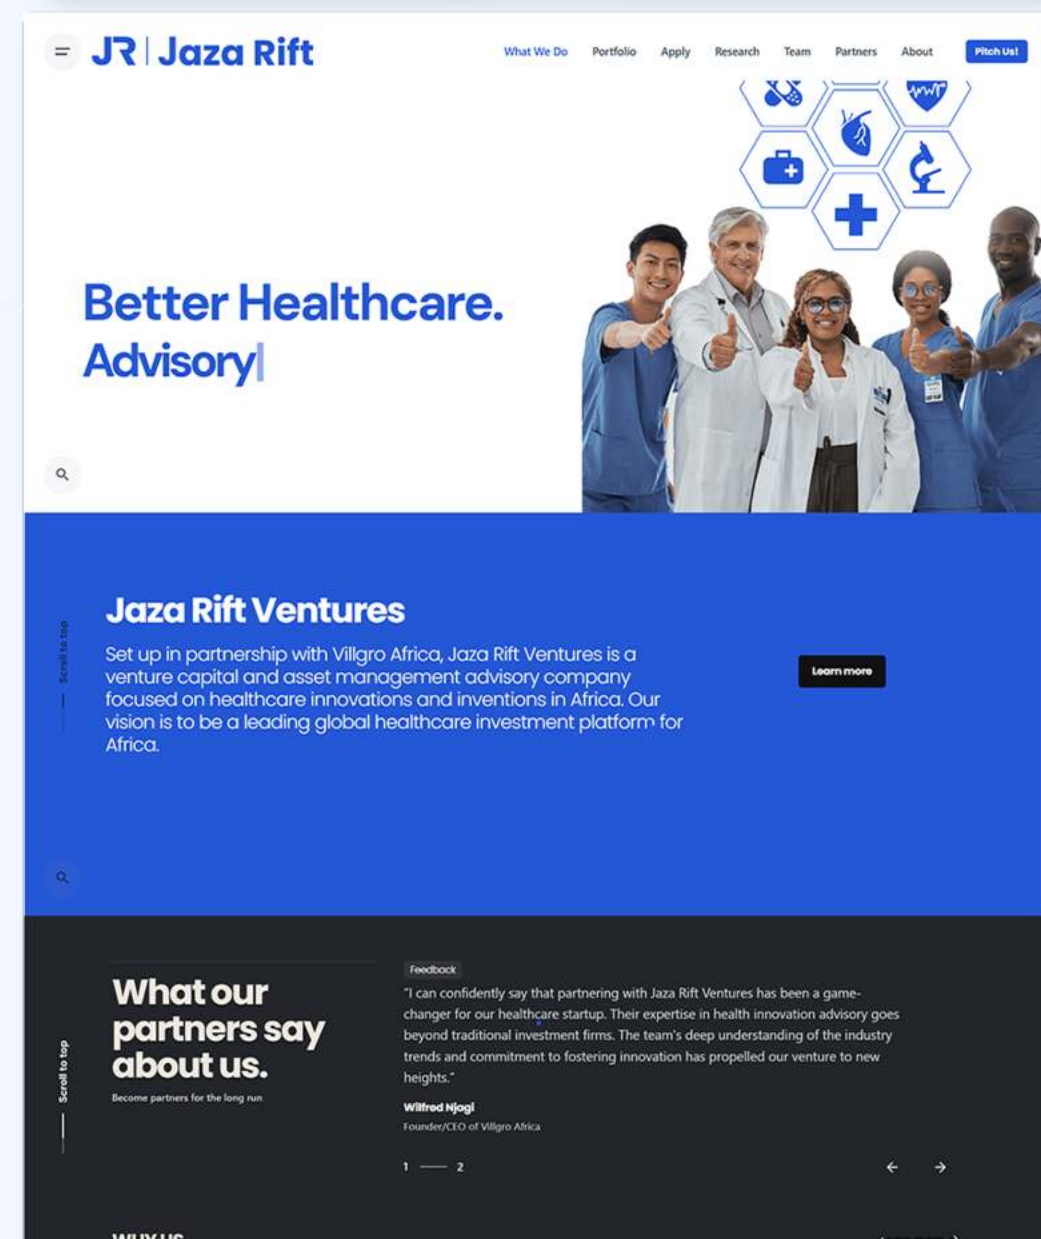 JR | Jaza Rift
What We Do Portfolio Apply Research Team Partners About Pitch Us!
Better Healthcare.
Advisory
Jaza Rift Ventures
Set up in partnership with Villgro Africa, Jaza Rift Ventures is a
venture capital and asset management advisory company
focused on healthcare innovations and inventions in Africa. Our
vision is to be a leading global healthcare investment platform for
Africa.
Learn more
Scroll to top
What our
partners say
about us.
Become partners for the long run
Feedback
"I can confidently say that partnering with Jaza Rift Ventures has been a game-
changer for our healthcare startup. Their expertise in health innovation advisory goes
beyond traditional investment firms. The team's deep understanding of the industry
trends and commitment to fostering innovation has propelled our venture to new
heights."
Wilfred Njagi
Founder/CEO of Villgro Africa
1 — 2
Scroll to top
WHY US